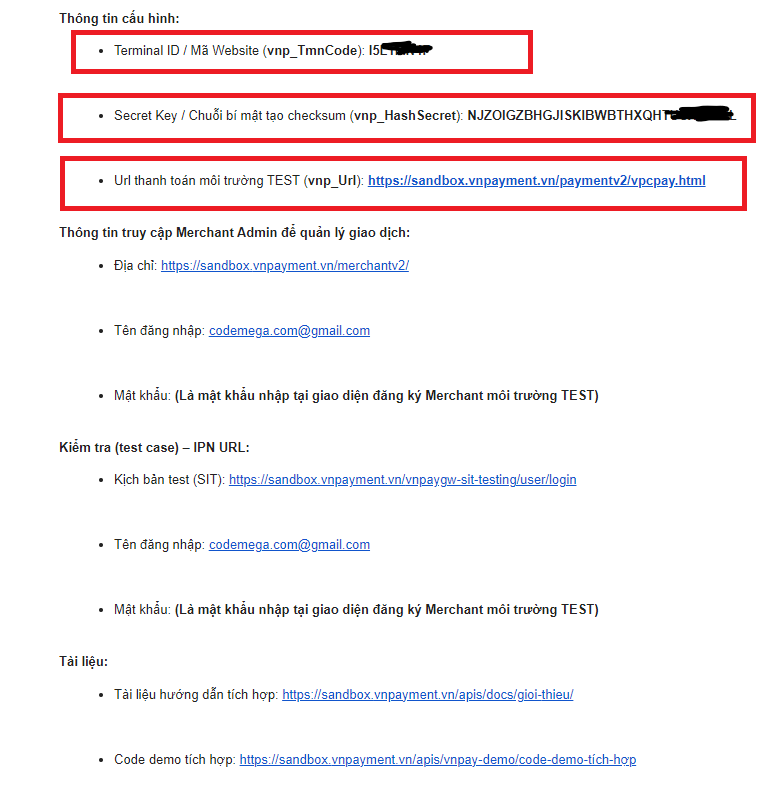 Thông tin cấu hình:
Terminal ID / Mã Website (vnp_TmnCode):
Secret Key / Chuỗi bí mật tạo checksum (vnp_HashSecret):
Url thanh toán môi trường TEST (vnp_Url): https://sandbox.vnpayment.vn/paymentv2/vpcpay.html
Thông tin truy cập Merchant Admin để quản lý giao dịch:
Địa chỉ: https://sandbox.vnpayment.vn/merchantv2/
Tên đăng nhập: codemega.com@gmail.com
Mật khẩu: (Là mật khẩu nhập tại giao diện đăng ký Merchant môi trường TEST)
Kiểm tra (test case) – IPN URL:
Kịch bản test (SIT): https://sandbox.vnpayment.vn/vnpaygw-sit-testing/user/login
Tên đăng nhập: codemega.com@gmail.com
Mật khẩu: (Là mật khẩu nhập tại giao diện đăng ký Merchant môi trường TEST)
Tài liệu:
Tài liệu hướng dẫn tích hợp: https://sandbox.vnpayment.vn/apis/docs/gioi-thieu/
Code demo tích hợp: https://sandbox.vnpayment.vn/apis/vnpay-demo/code-demo-tích-hợp